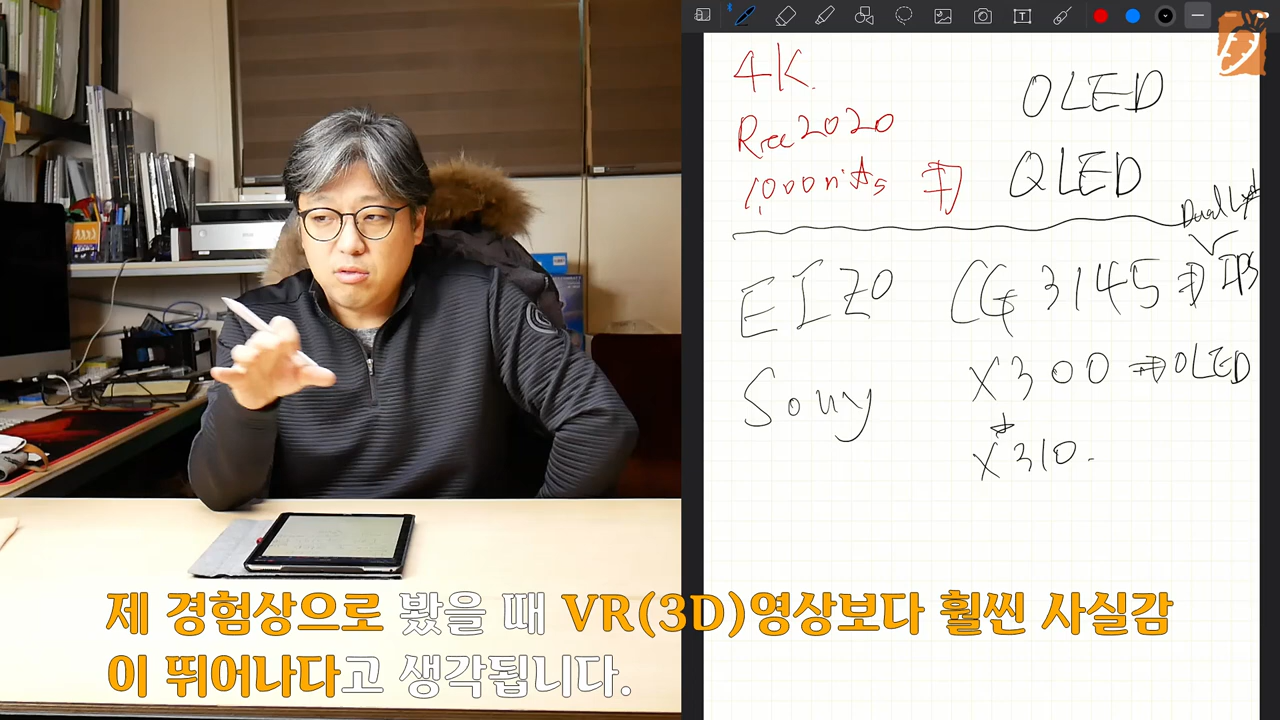 4K.
Rec2020
1,000nits
OLED
QLED
EIZO CG3145 IPS
Sony X300 OLED
X310.
제 경험상으로 봤을 때 VR(3D)영상보다 훨씬 사실감
이 뛰어나다고 생각됩니다.